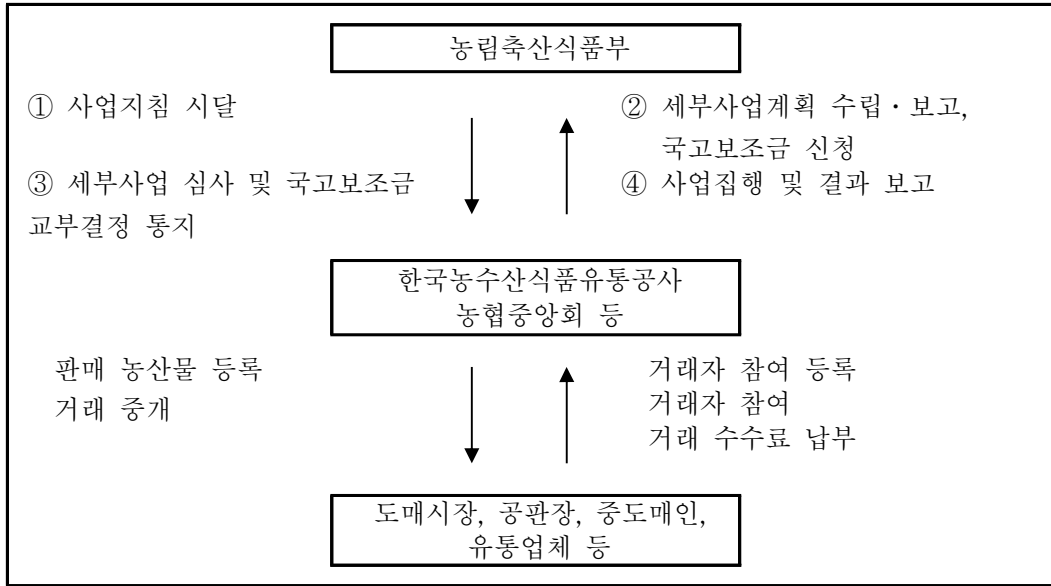 농림축산식품부
① 사업지침 시달
② 세부사업계획 수립・보고,
국고보조금 신청
③ 세부사업 심사 및 국고보조금
교부결정 통지
④ 사업집행 및 결과 보고
한국농수산식품유통공사
농협중앙회 등
판매 농산물 등록
거래 중개
거래자 참여 등록
거래자 참여
거래 수수료 납부
도매시장, 공판장, 중도매인,
유통업체 등